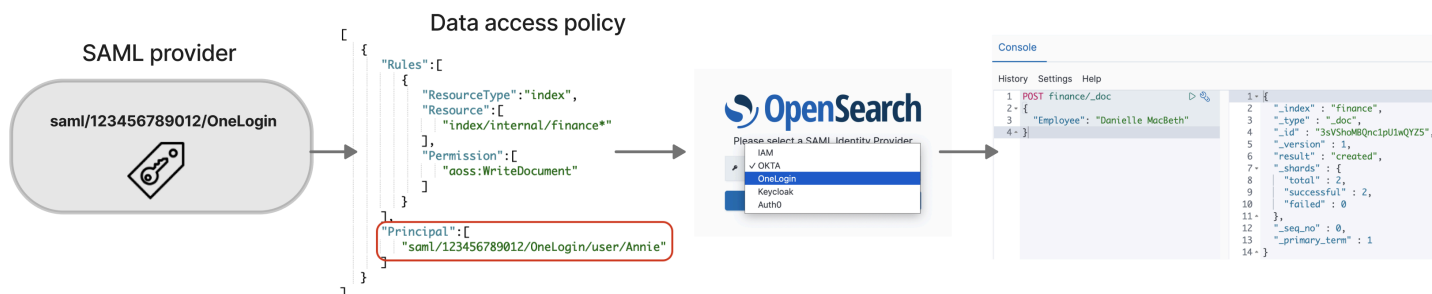 SAML provider
saml/123456789012/OneLogin
Data access policy
[
{
"Rules":[
{
"ResourceType":"index",
"Resource":[
"index/internal/finance*"
],
"Permission":[
"aoss:WriteDocument"
]
}
],
"Principal":[
"saml/123456789012/OneLogin/user/Annie"
]
}
]
OpenSearch
Please select a SAML Identity Provider
IAM
✓ OKTA
OneLogin
Keycloak
Auth0
Console
History Settings Help
1 POST finance/_doc
2 {
3 "Employee": "Danielle MacBeth"
4 }
1 {
2 "_index" : "finance",
3 "_type" : "_doc",
4 "_id" : "3sVShoMBQnc1pU1wQYZ5",
5 "_version" : 1,
6 "result" : "created",
7 "_shards" : {
8 "total" : 2,
9 "successful" : 2,
10 "failed" : 0
11 },
12 "_seq_no" : 0,
13 "_primary_term" : 1
14 }